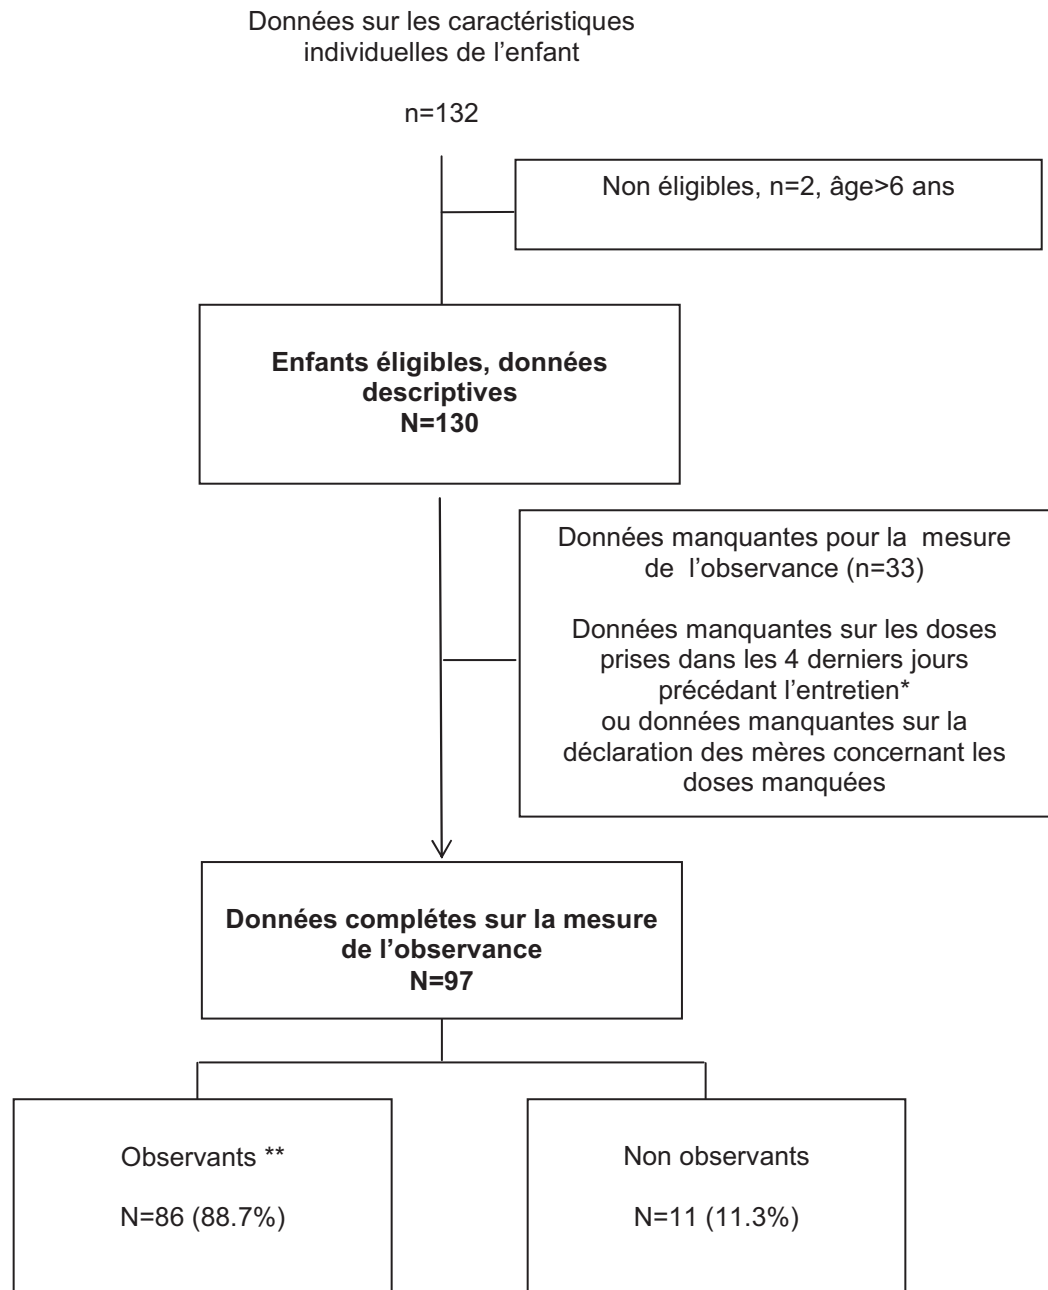 Données sur les caractéristiques
individuelles de l’enfant
n=132
Non éligibles, n=2, âge>6 ans
Enfants éligibles, données
descriptives
N=130
Données manquantes pour la mesure
de l’observance (n=33)
Données manquantes sur les doses
prises dans les 4 derniers jours
précédant l’entretien*
ou données manquantes sur la
déclaration des mères concernant les
doses manquées
Données complétes sur la mesure
de l’observance
N=97
Observants **
N=86 (88.7%)
Non observants
N=11 (11.3%)